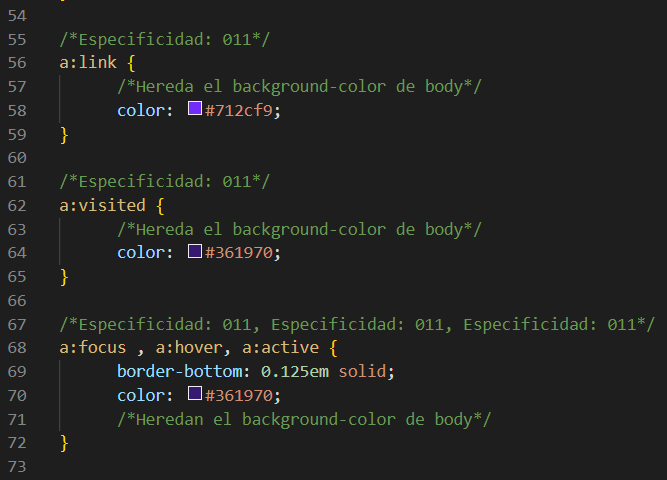 54
55 /*Especificidad: 011*/
56 a:link {
57 /*Hereda el background-color de body*/
58 color: #712cf9;
59 }
60
61 /*Especificidad: 011*/
62 a:visited {
63 /*Hereda el background-color de body*/
64 color: #361970;
65 }
66
67 /*Especificidad: 011, Especificidad: 011, Especificidad: 011*/
68 a:focus , a:hover, a:active {
69 border-bottom: 0.125em solid;
70 color: #361970;
71 /*Heredan el background-color de body*/
72 }
73